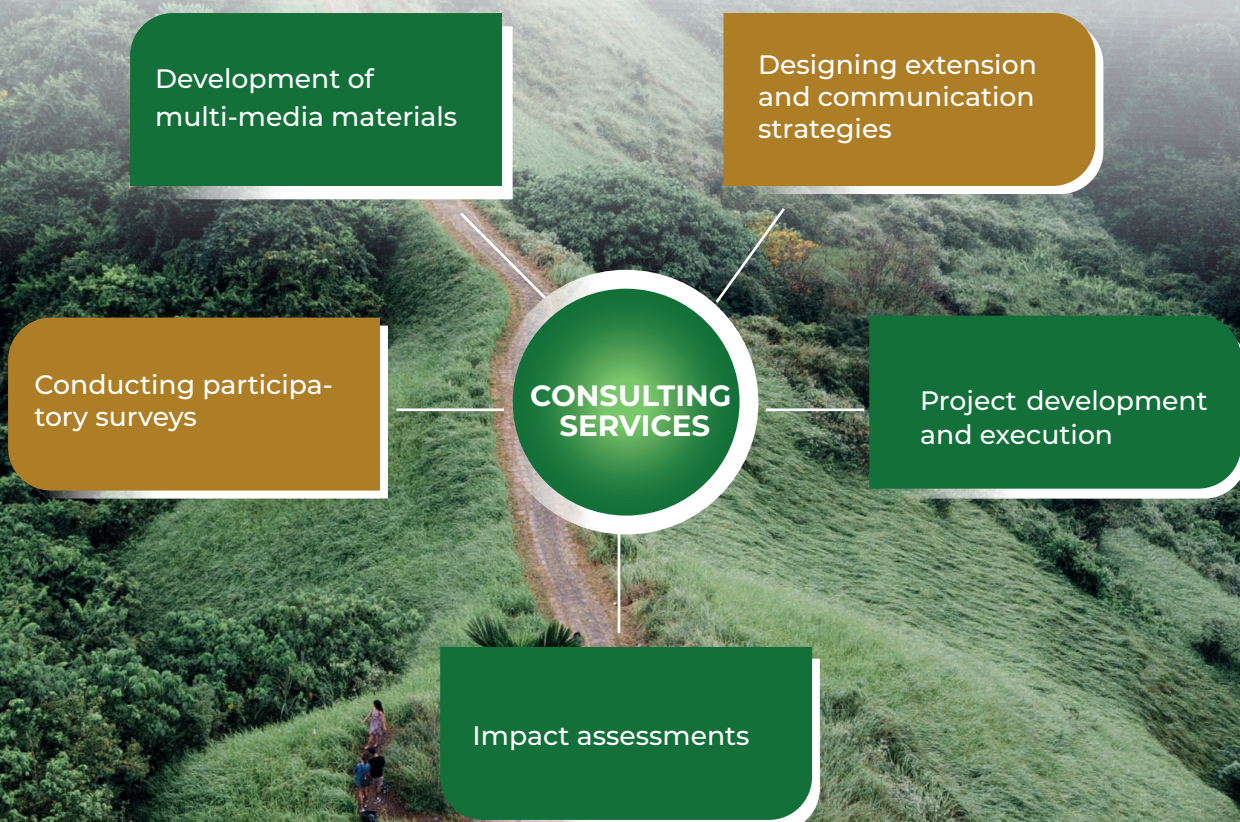 Development of
multi-media materials
Designing extension
and communication
strategies
Conducting participa-
tory surveys
CONSULTING
SERVICES
Project development
and execution
Impact assessments